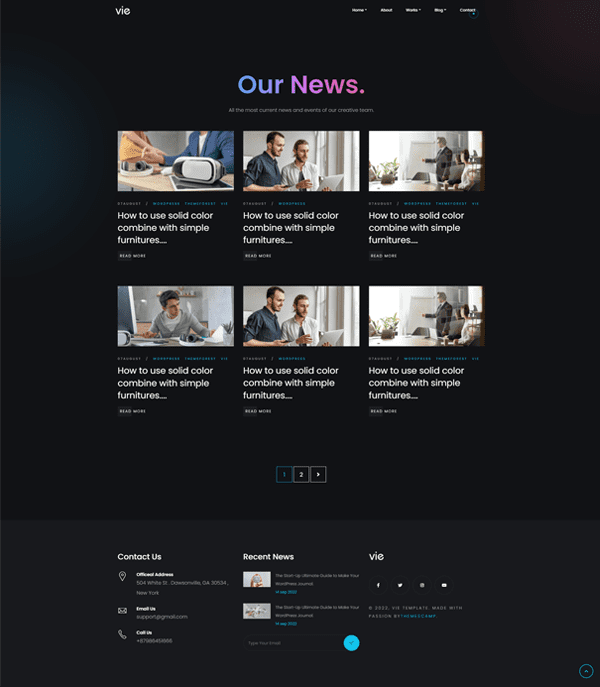 vie
Home About Works Blog Contact
Our News.
All the most current news and events of our creative team.
07AUGUST / WORDPRESS THEMEFOREST VIE
How to use solid color
combine with simple
furnitures....
READ MORE
07AUGUST / WORDPRESS
How to use solid color
combine with simple
furnitures....
READ MORE
07AUGUST / WORDPRESS THEMEFOREST VIE
How to use solid color
combine with simple
furnitures....
READ MORE
07AUGUST / WORDPRESS THEMEFOREST VIE
How to use solid color
combine with simple
furnitures....
READ MORE
07AUGUST / WORDPRESS
How to use solid color
combine with simple
furnitures....
READ MORE
07AUGUST / WORDPRESS THEMEFOREST VIE
How to use solid color
combine with simple
furnitures....
READ MORE
1 2
Contact Us
Officeal Address
504 White St . Dawsonville, GA 30534 ,
New York
Email Us
support@gmail.com
Call Us
+87986451666
Recent News
The Start-Up Ultimate Guide to Make Your
WordPress Journal.
14 sep 2022
The Start-Up Ultimate Guide to Make Your
WordPress Journal.
14 sep 2022
Type Your Email
vie
© 2022, VIE TEMPLATE. MADE WITH
PASSION BY THEMESCAMP.